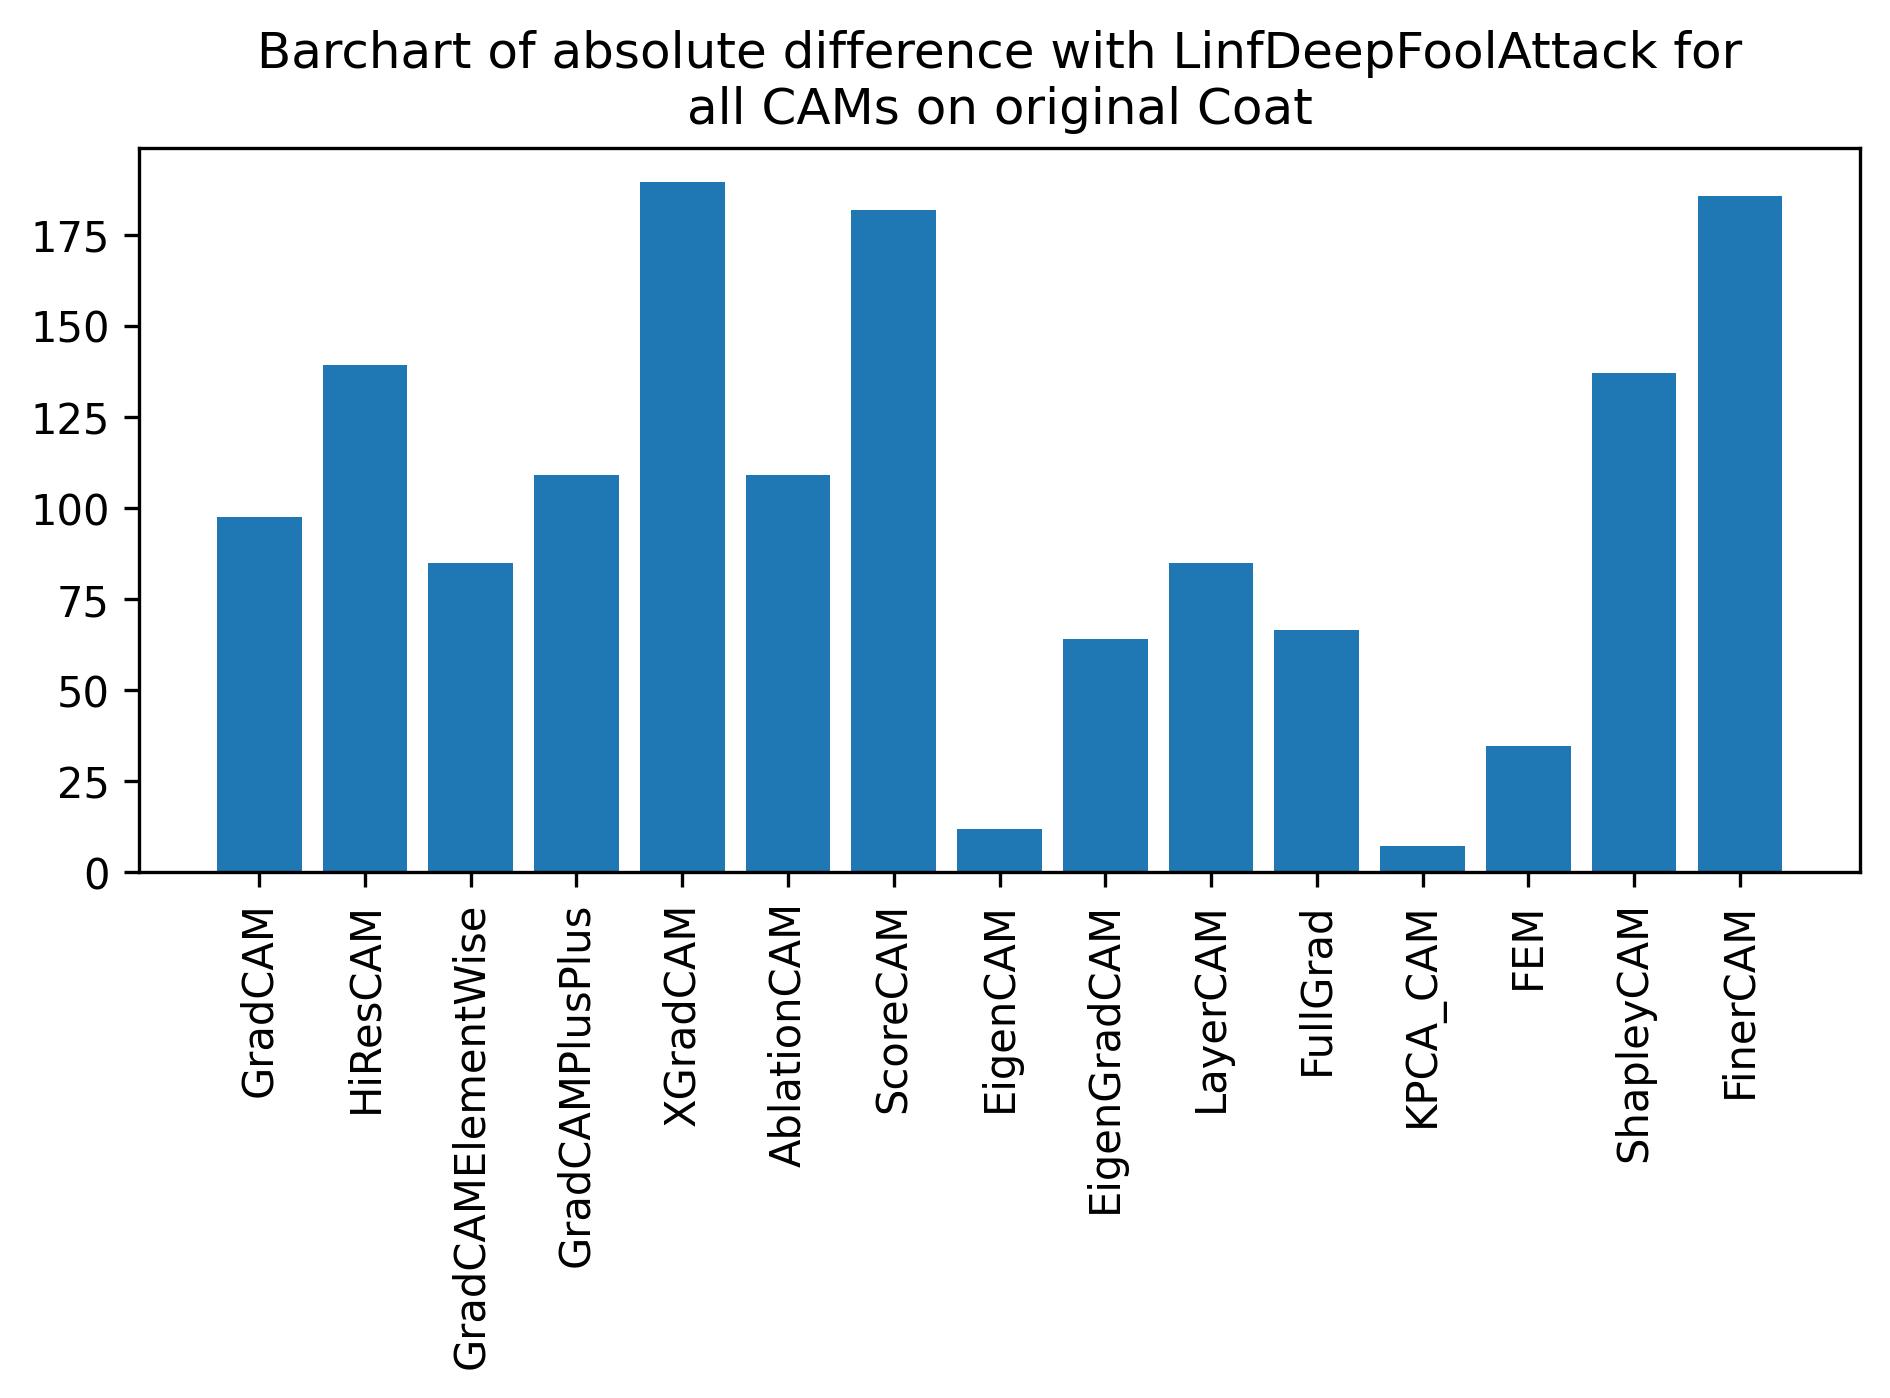 Barchart of absolute difference with LinfDeepFoolAttack for
all CAMs on original Coat
175
150
125
100
75
50
25
0
GradCAM
HiResCAM
GradCAMElementWise
GradCAMPlusPlus
XGradCAM
AblationCAM
ScoreCAM
EigenCAM
EigenGradCAM
LayerCAM
FullGrad
KPCA_CAM
FEM
ShapleyCAM
FinerCAM